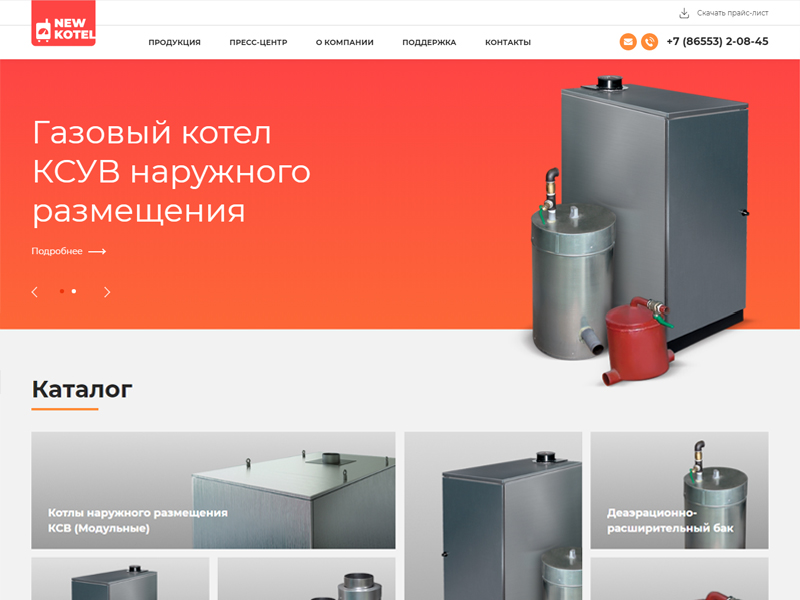 Скачать прайс-лист
NEW
KOTEL
ПРОДУКЦИЯ ПРЕСС-ЦЕНТР О КОМПАНИИ ПОДДЕРЖКА КОНТАКТЫ +7 (86553) 2-08-45
Газовый котел
КСУВ наружного
размещения
Подробнее
Каталог
Котлы наружного размещения
КСВ (Модульные)
Деаэрационно-
расширительный бак